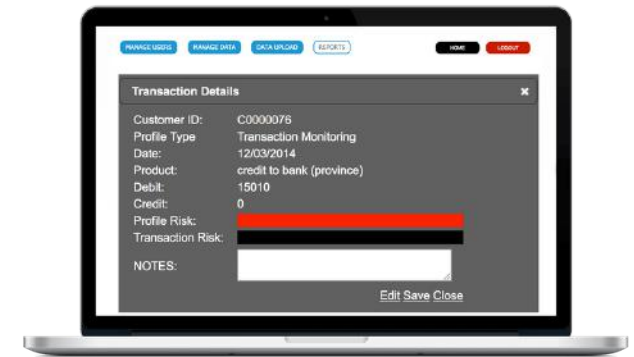 MANAGE USERS MANAGE DATA DATA UPLOAD REPORTS HOME LOGOUT
Transaction Details ×
Customer ID: C0000076
Profile Type Transaction Monitoring
Date: 12/03/2014
Product: credit to bank (province)
Debit: 15010
Credit: 0
Profile Risk:
Transaction Risk:
NOTES:
Edit Save Close